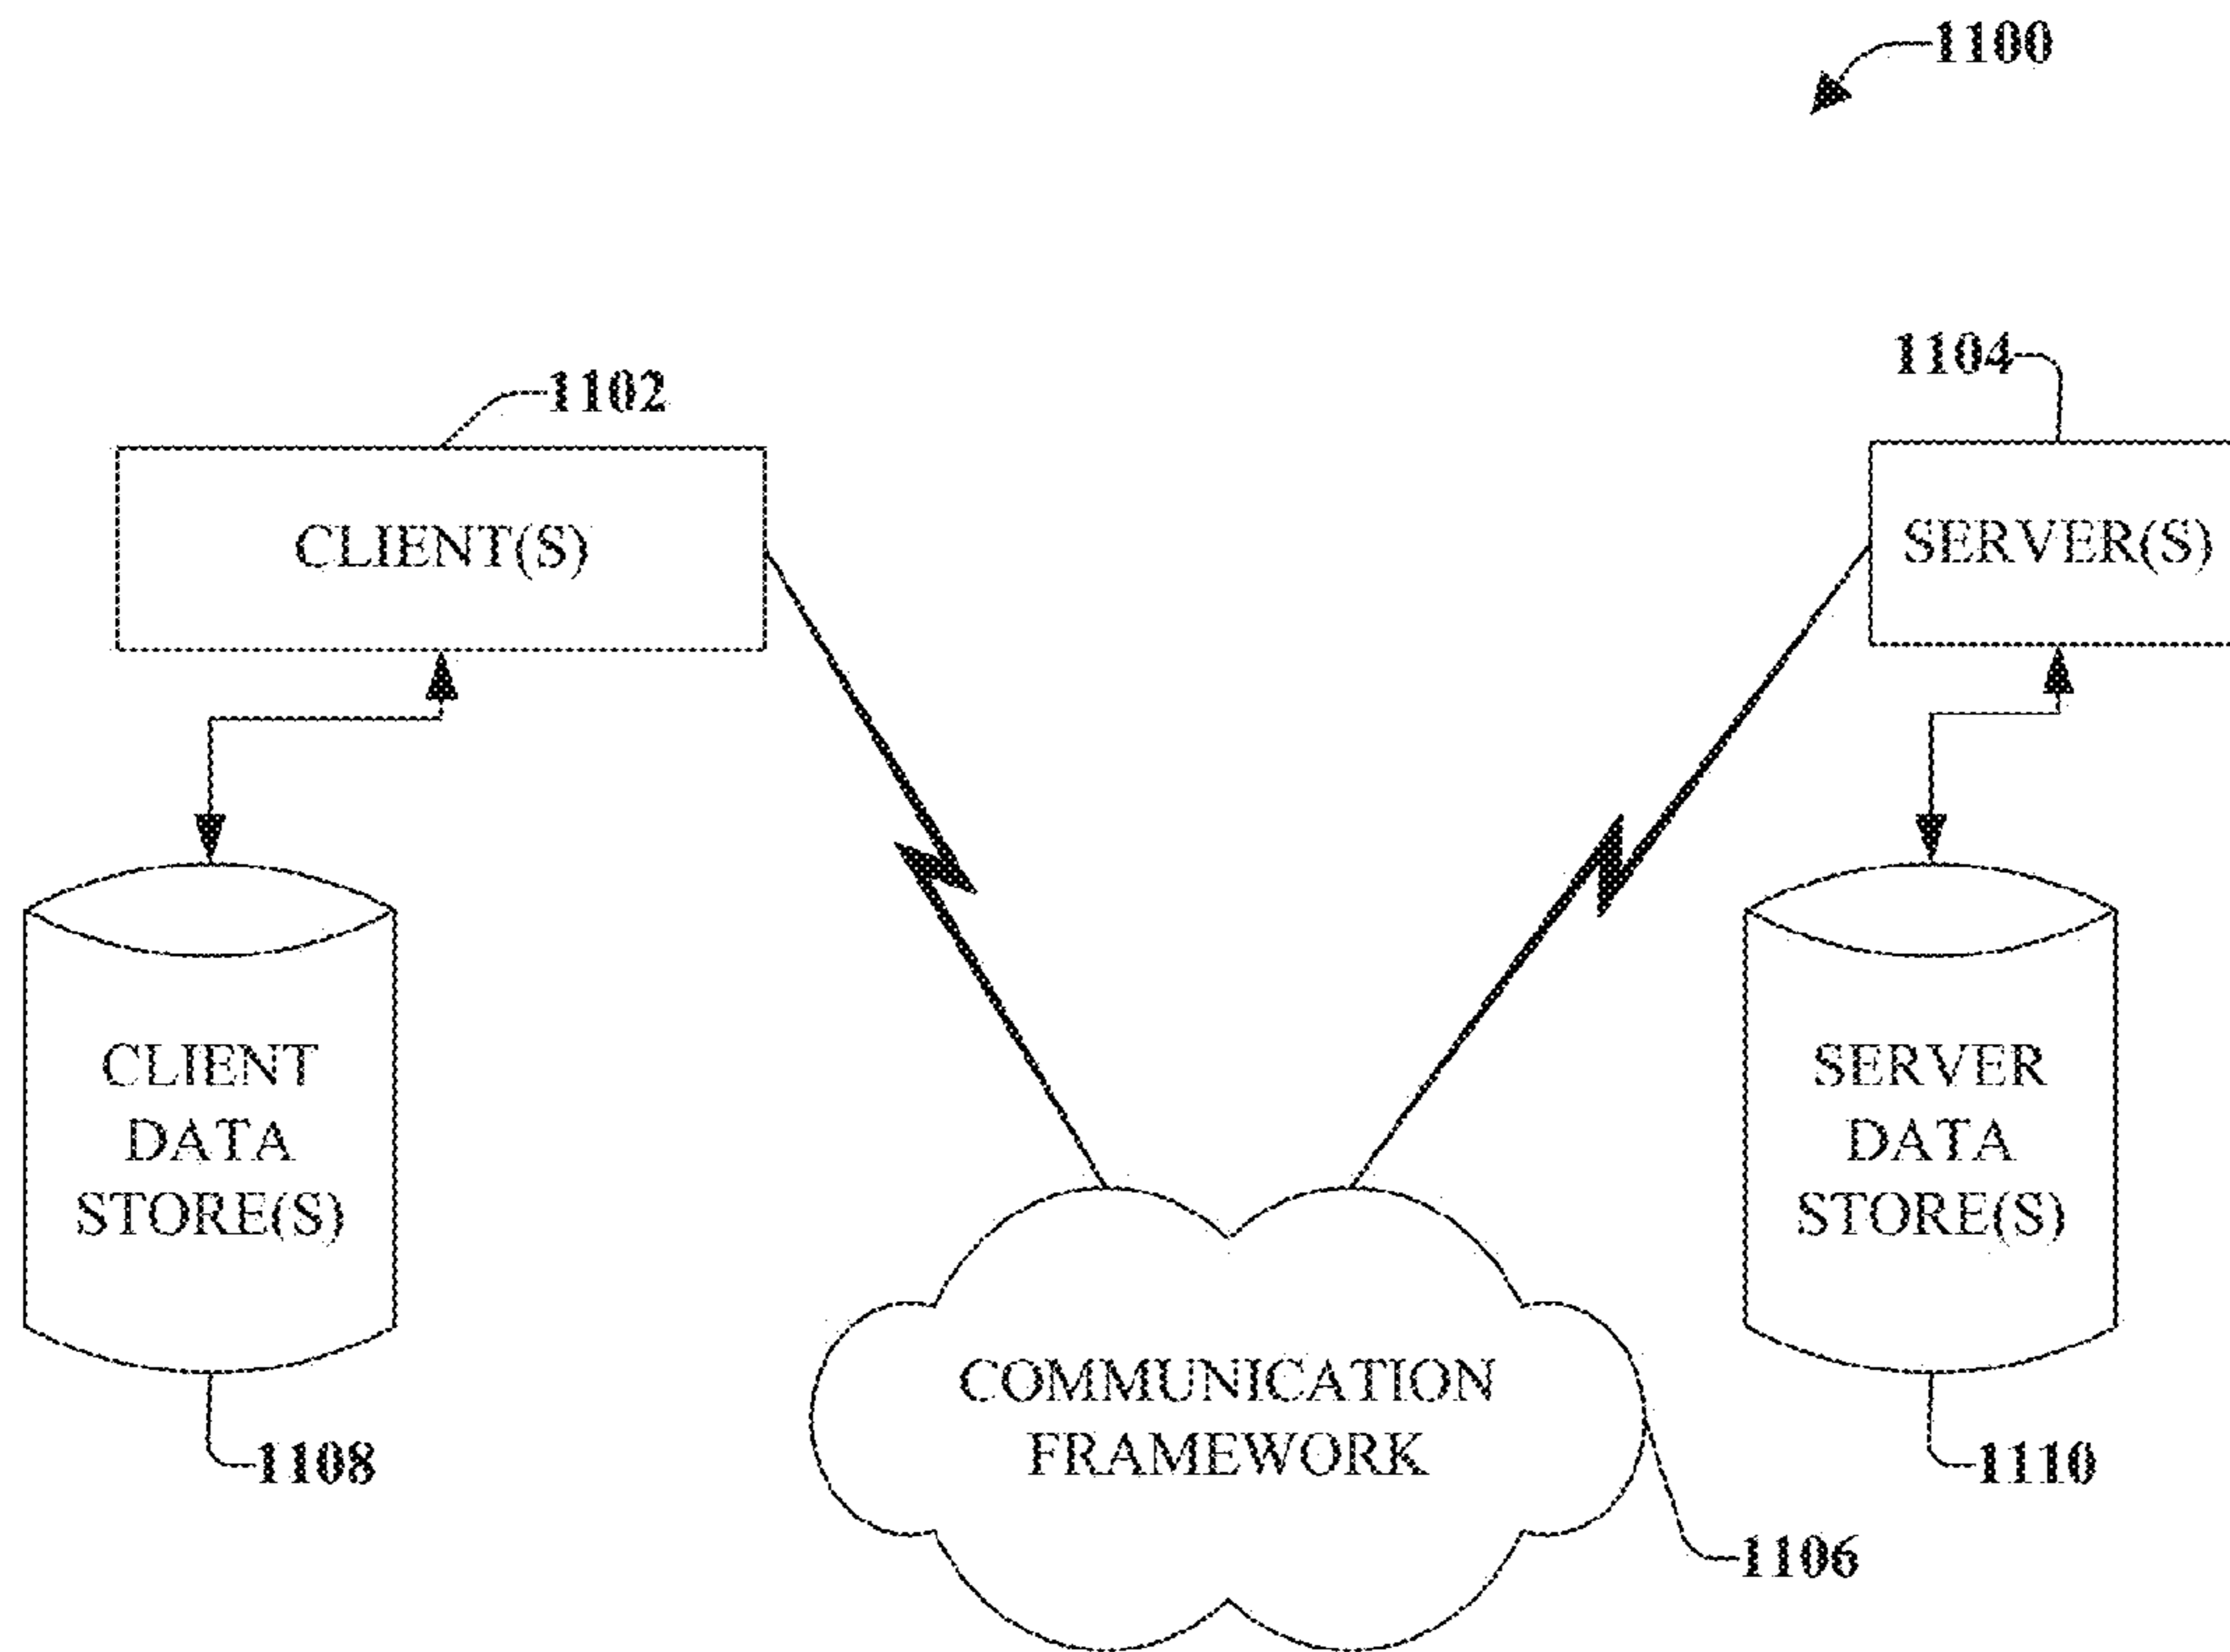 1100
1104
1102
CLIENT(S)
SERVER(S)
CLIENT
DATA
STORE(S)
SERVER
DATA
STORE(S)
COMMUNICATION
FRAMEWORK
1108
1110
1106